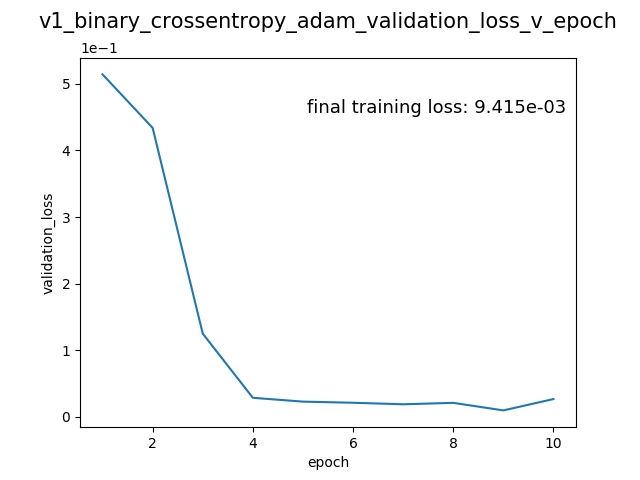 v1_binary_crossentropy_adam_validation_loss_v_epoch
1e−1
final training loss: 9.415e-03
5
4
3
2
1
0
validation_loss
2 4 6 8 10
epoch